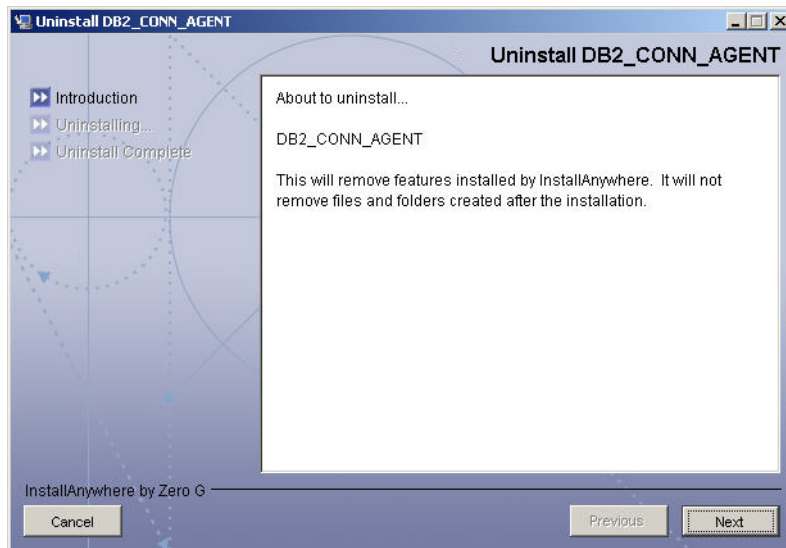 Uninstall DB2_CONN_AGENT
Uninstall DB2_CONN_AGENT
Introduction
Uninstalling...
Uninstall Complete
About to uninstall...
DB2_CONN_AGENT
This will remove features installed by InstallAnywhere.  It will not
remove files and folders created after the installation.
InstallAnywhere by Zero G
Cancel
Previous
Next